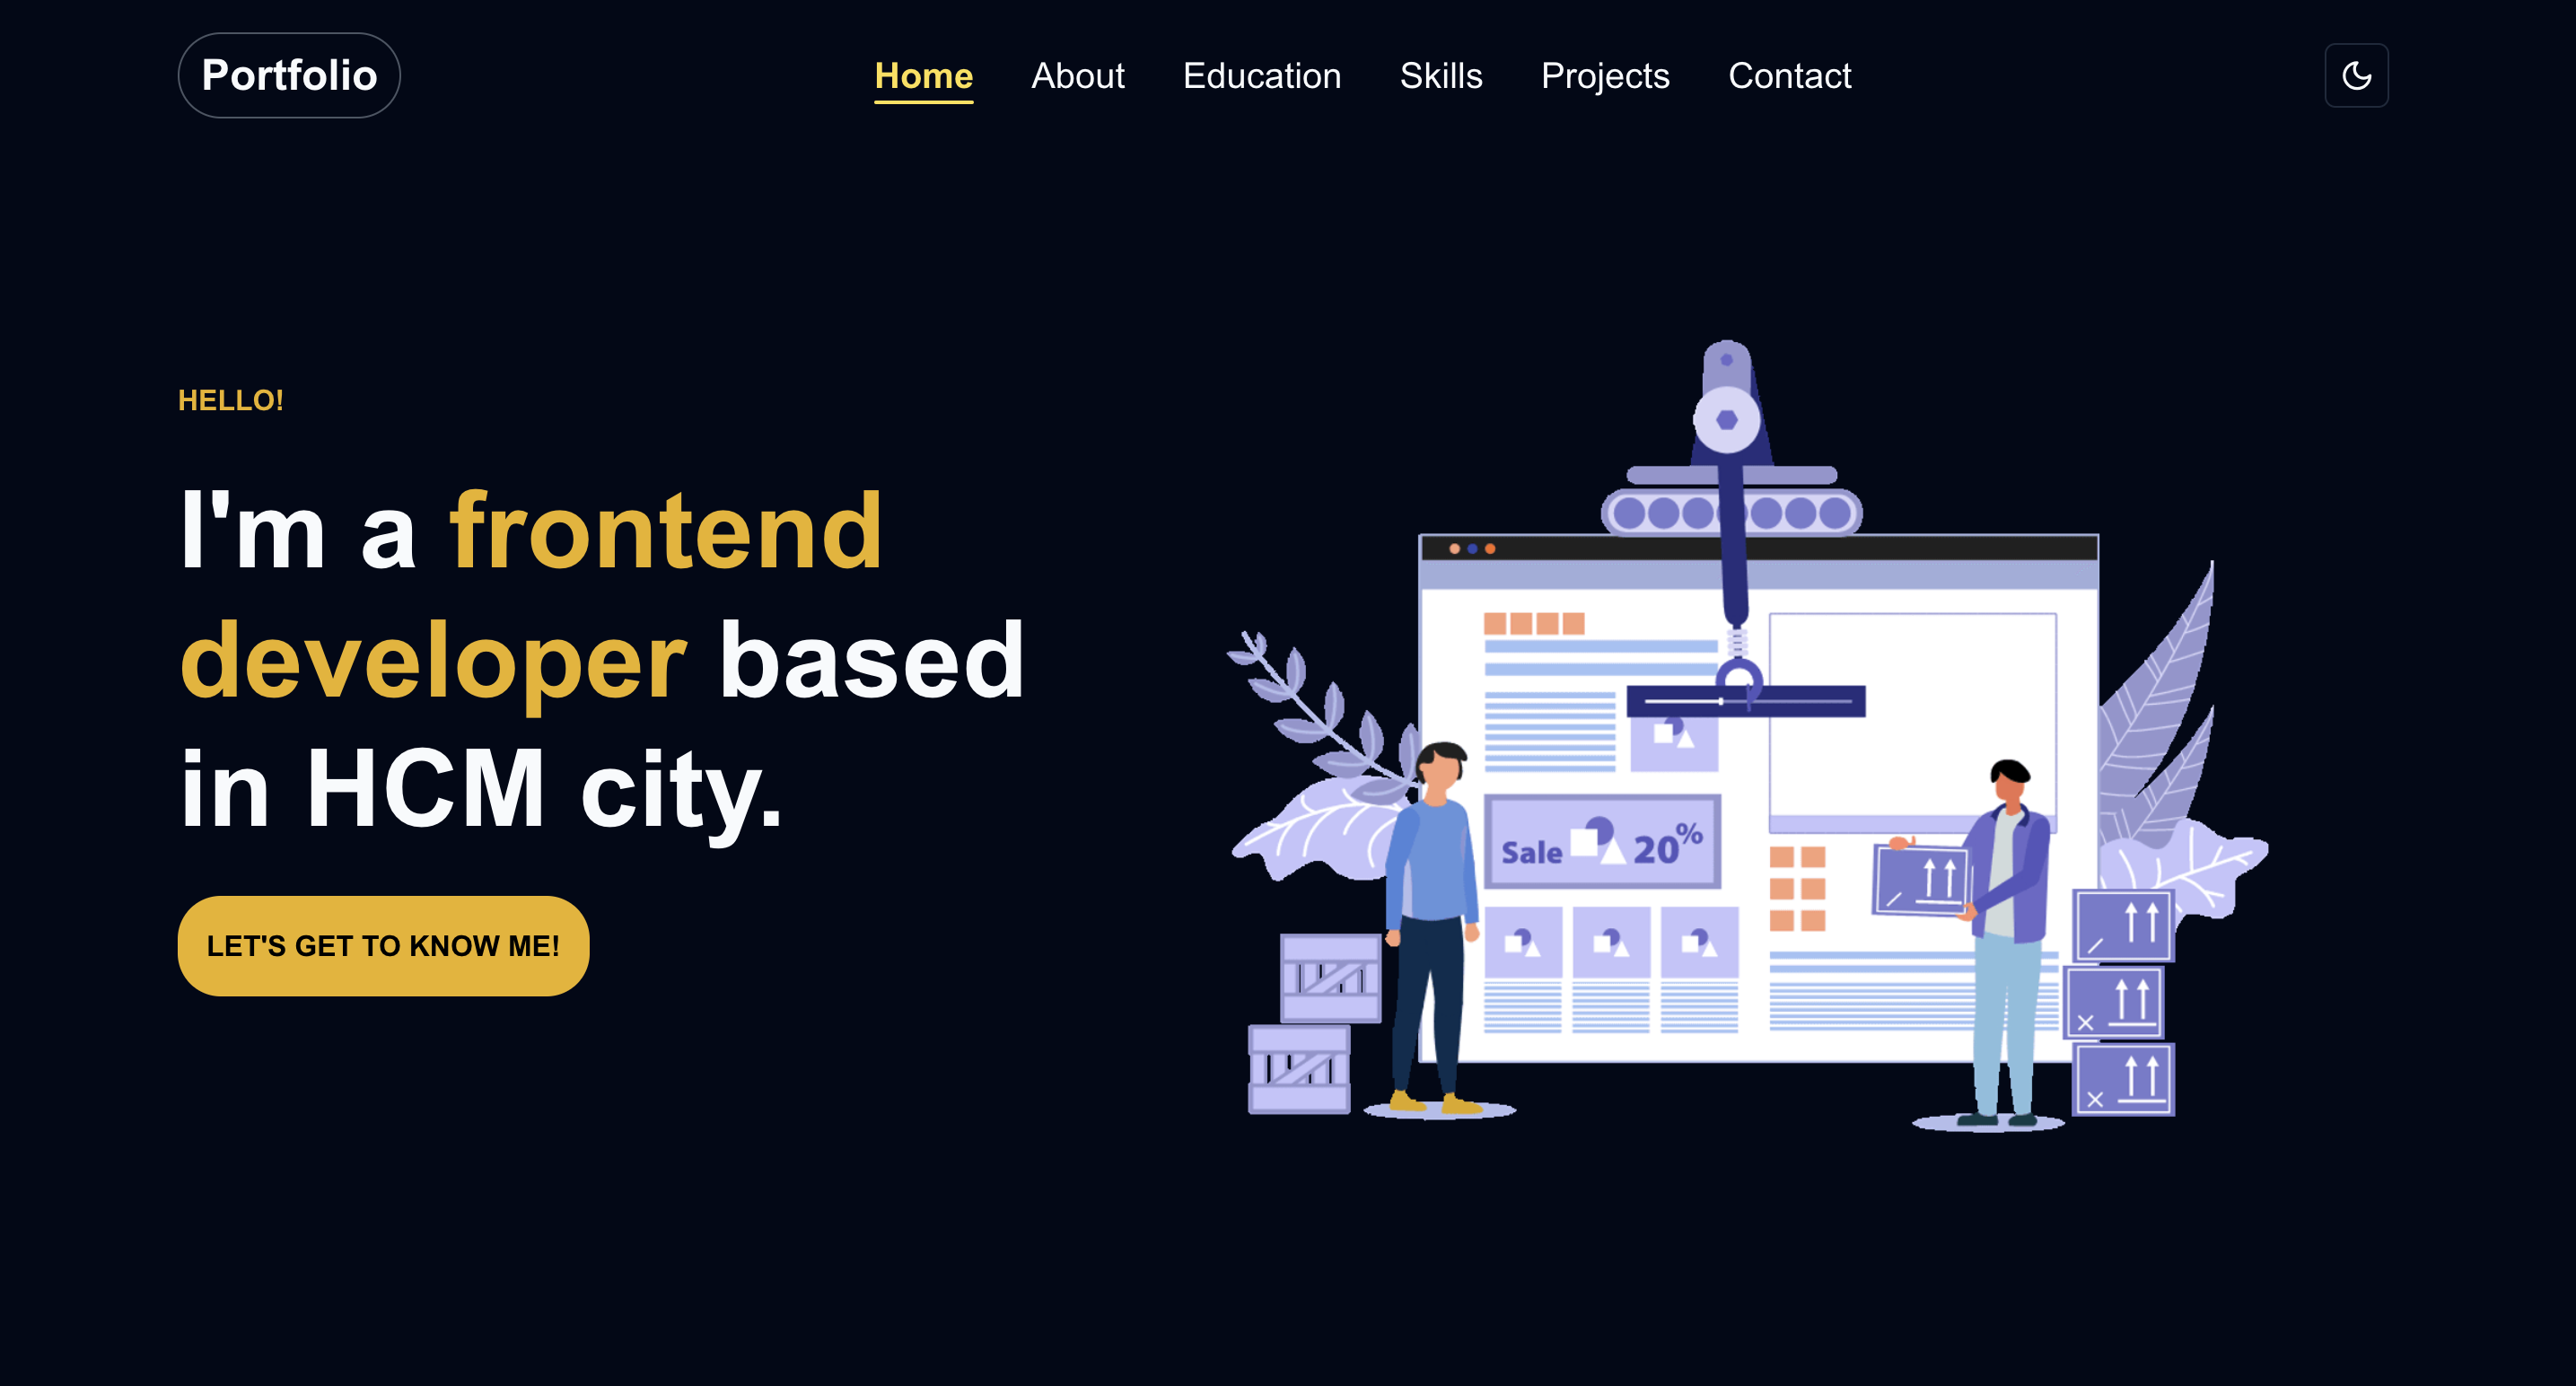 Portfolio
Home About Education Skills Projects Contact
HELLO!
I'm a frontend
developer based
in HCM city.
LET'S GET TO KNOW ME!
Sale 20%